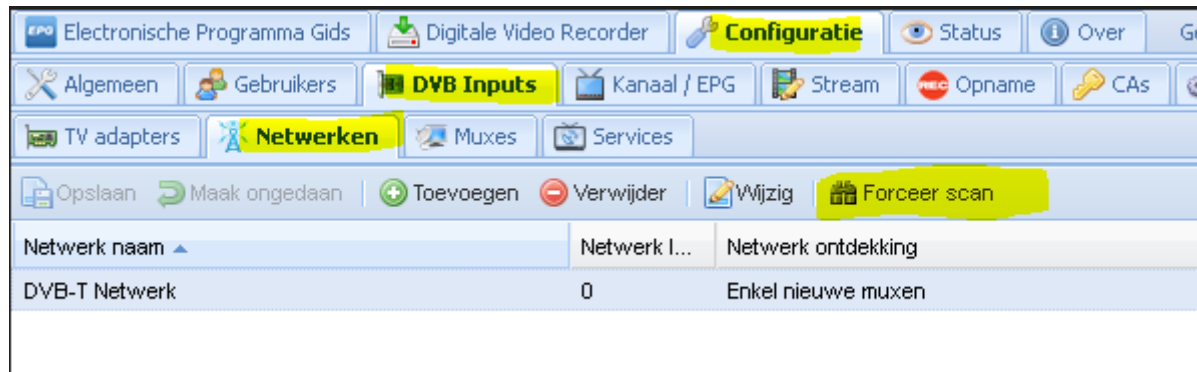 EPG Electronische Programma Gids Digitale Video Recorder Configuratie Status Over
Algemeen Gebruikers DVB Inputs Kanaal / EPG Stream REC Opname CAs
TV adapters Netwerken Muxes Services
Opslaan Maak ongedaan Toevoegen Verwijder Wijzig Forceer scan
Netwerk naam Netwerk I... Netwerk ontdekking
DVB-T Netwerk 0 Enkel nieuwe muxen